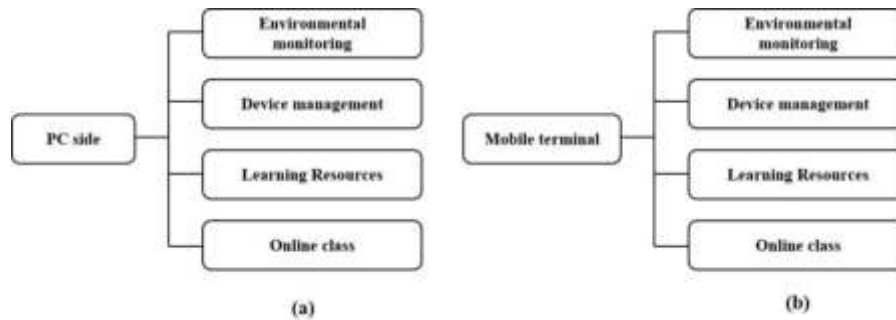 Environmental
monitoring
Device management
PC side
Learning Resources
Online class
(a)
Environmental
monitoring
Device management
Mobile terminal
Learning Resources
Online class
(b)